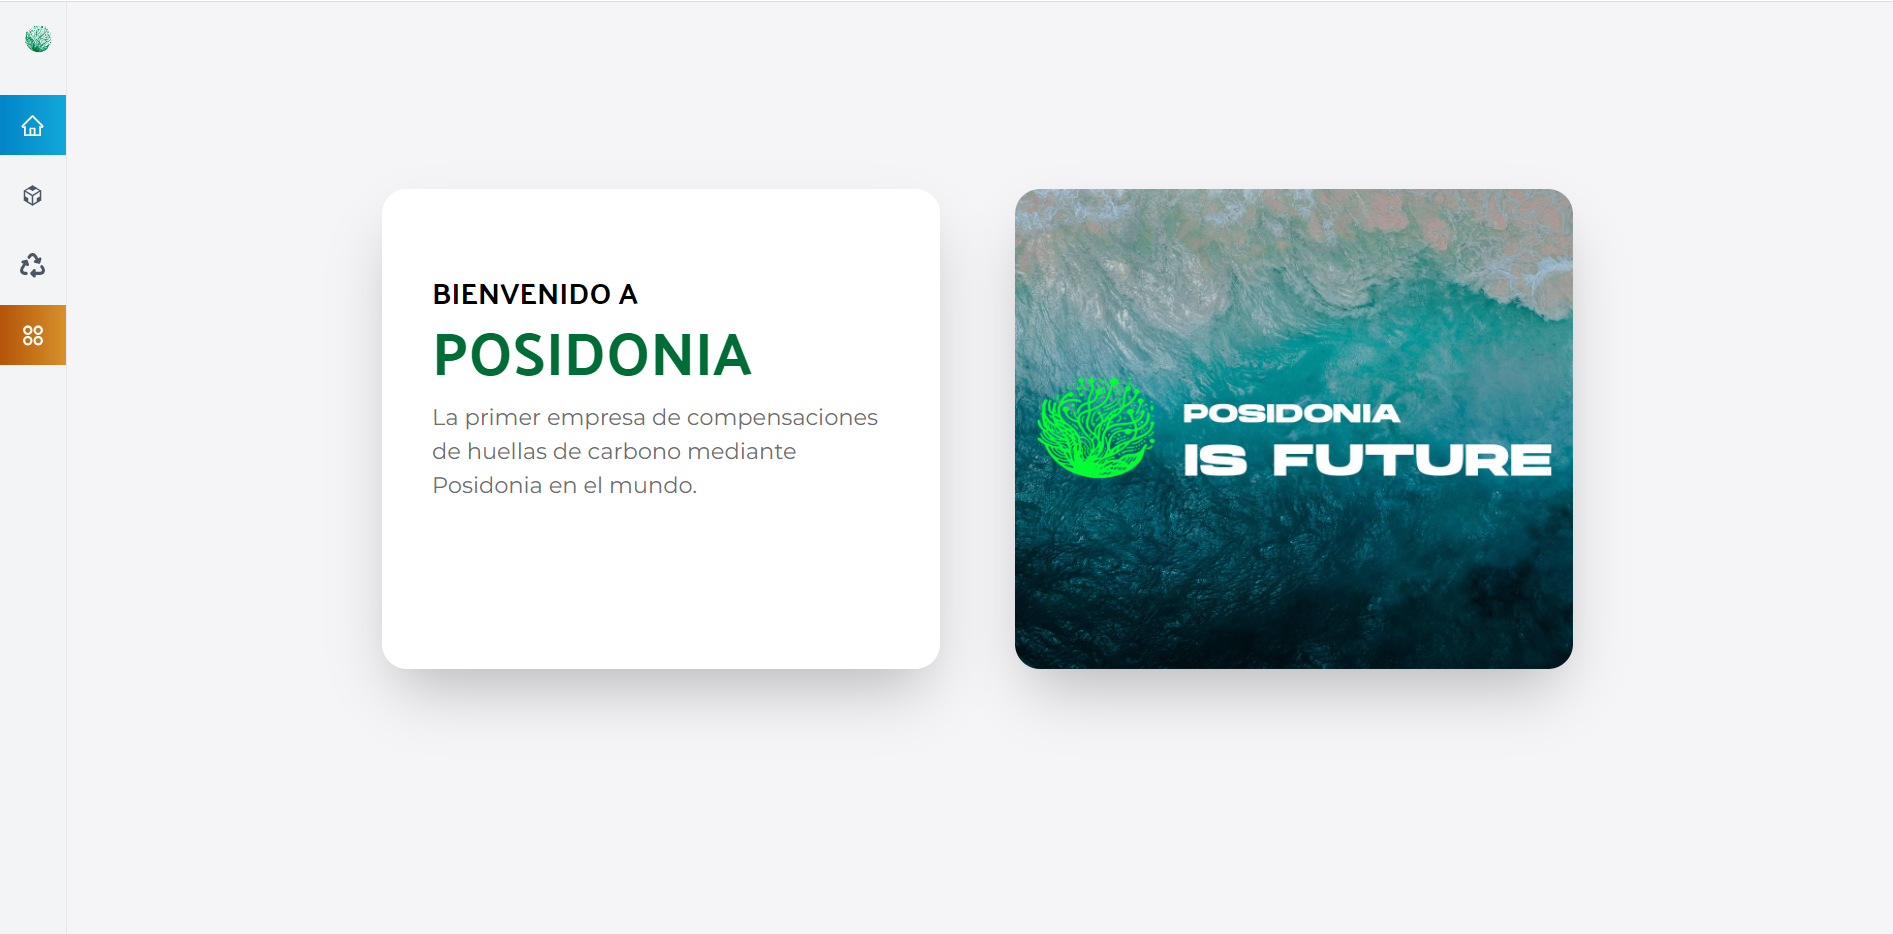 BIENVENIDO A
POSIDONIA
La primer empresa de compensaciones
de huellas de carbono mediante
Posidonia en el mundo.
POSIDONIA
IS FUTURE